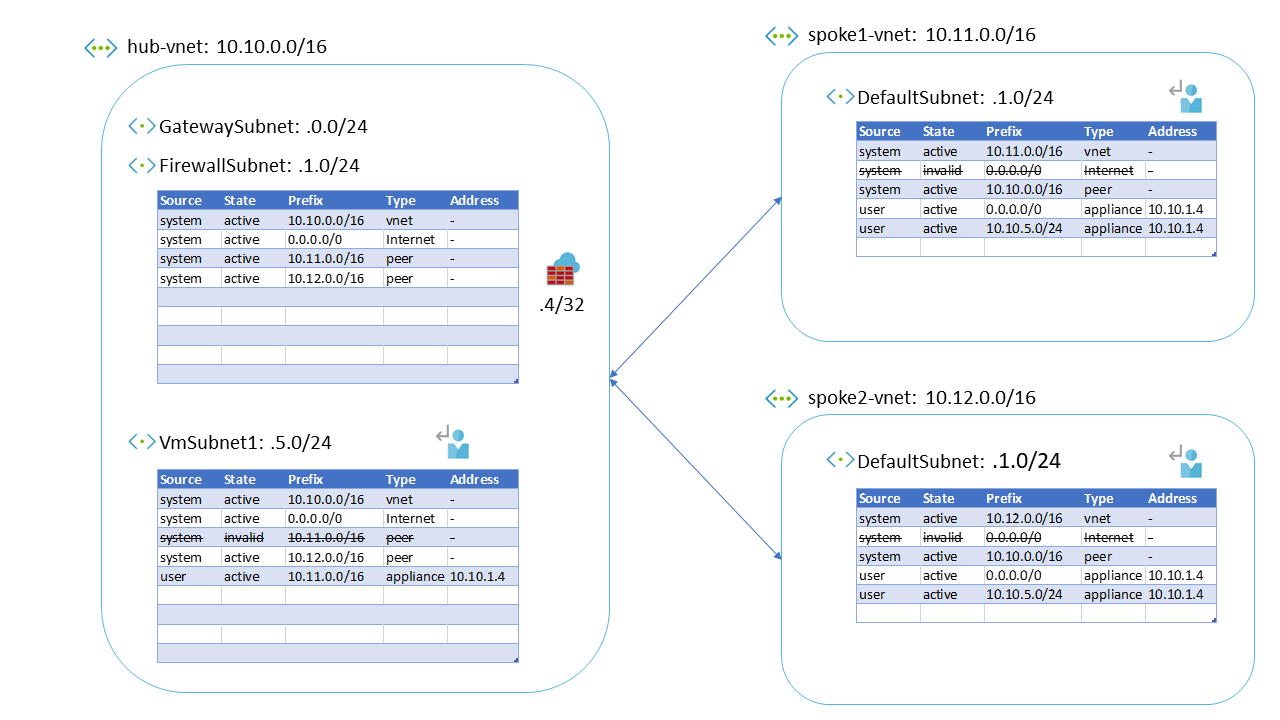 hub-vnet: 10.10.0.0/16
GatewaySubnet: .0.0/24
FirewallSubnet: .1.0/24
Source State Prefix Type Address
system active 10.10.0.0/16 vnet -
system active 0.0.0.0/0 Internet -
system active 10.11.0.0/16 peer -
system active 10.12.0.0/16 peer -
.4/32
VmSubnet1: .5.0/24
Source State Prefix Type Address
system active 10.10.0.0/16 vnet -
system active 0.0.0.0/0 Internet -
system invalid 10.11.0.0/16 peer -
system active 10.12.0.0/16 peer -
user active 10.11.0.0/16 appliance 10.10.1.4
spoke1-vnet: 10.11.0.0/16
DefaultSubnet: .1.0/24
Source State Prefix Type Address
system active 10.11.0.0/16 vnet -
system invalid 0.0.0.0/0 Internet -
system active 10.10.0.0/16 peer -
user active 0.0.0.0/0 appliance 10.10.1.4
user active 10.10.5.0/24 appliance 10.10.1.4
spoke2-vnet: 10.12.0.0/16
DefaultSubnet: .1.0/24
Source State Prefix Type Address
system active 10.12.0.0/16 vnet -
system invalid 0.0.0.0/0 Internet -
system active 10.10.0.0/16 peer -
user active 0.0.0.0/0 appliance 10.10.1.4
user active 10.10.5.0/24 appliance 10.10.1.4